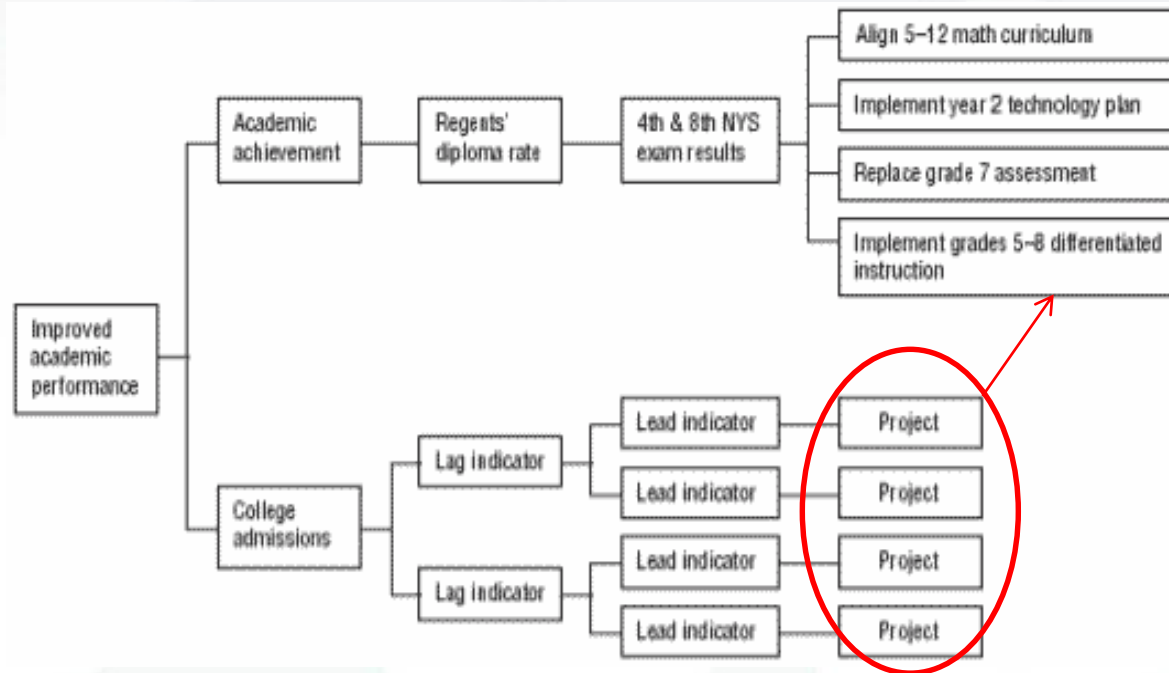 Align 5–12 math curriculum
Implement year 2 technology plan
Replace grade 7 assessment
Implement grades 5–8 differentiated
instruction
Academic
achievement
Regents'
diploma rate
4th & 8th NYS
exam results
Improved
academic
performance
College
admissions
Lag indicator
Lag indicator
Lead indicator
Project
Lead indicator
Project
Lead indicator
Project
Lead indicator
Project